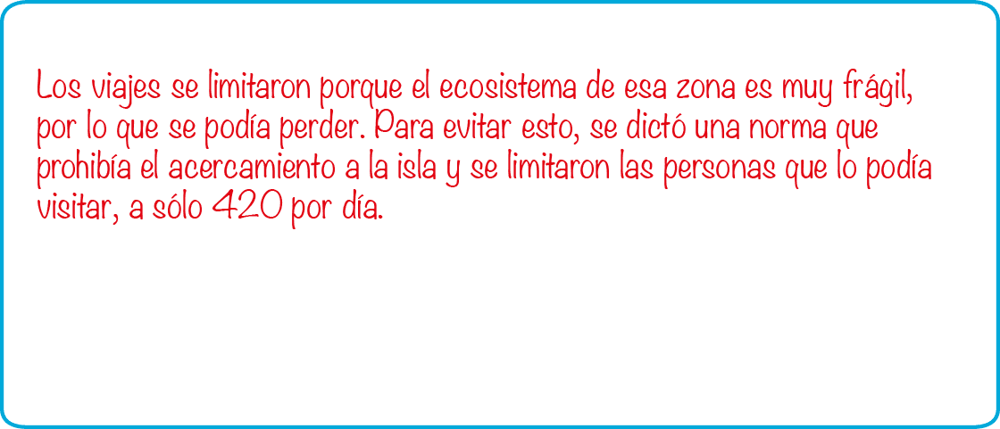 Los viajes se limitaron porque el ecosistema de esa zona es muy frágil,
por lo que se podía perder. Para evitar esto, se dictó una norma que
prohibía el acercamiento a la isla y se limitaron las personas que lo podía
visitar, a sólo 420 por día.